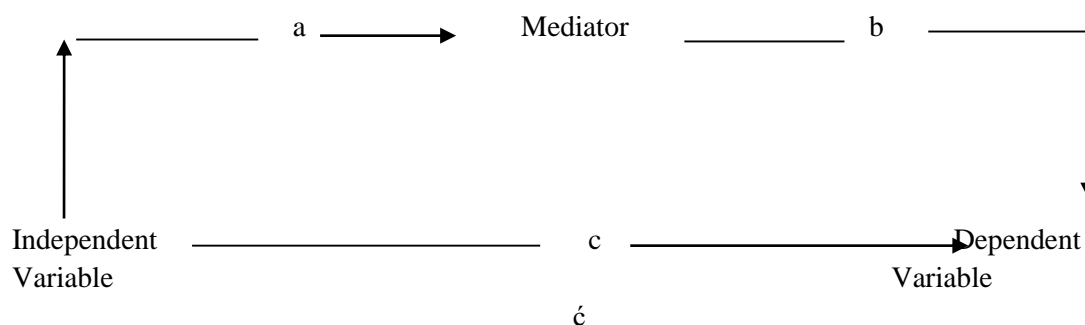 a Mediator b
Independent c Dependent
Variable Variable
ć